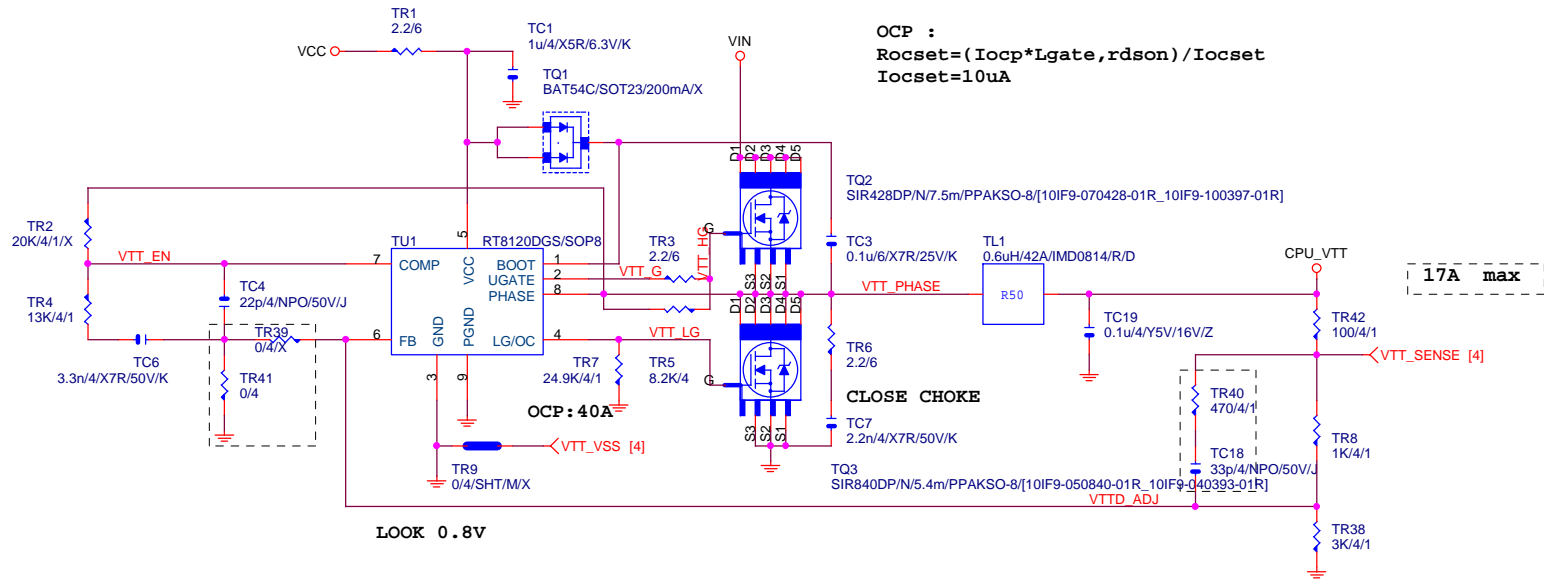 TR1
2.2/6
VCC
TC1
1u/4/X5R/6.3V/K
TQ1
BAT54C/SOT23/200mA/X
VIN
OCP :
Rocset=(Iocp*Lgate,rdson)/Iocset
Iocset=10uA
D1
D2
D3
D4
D5
TQ2
SIR428DP/N/7.5m/PPAKSO-8/[10IF9-070428-01R_10IF9-100397-01R]
G
S3
S2
S1
TR2
20K/4/1/X
VTT_EN
TU1
RT8120DGS/SOP8
5
7
COMP
VCC
BOOT
1
UGATE
2
PHASE
8
6
FB
GND
PGND
LG/OC
4
3
9
TR3
2.2/6
VTT_G
VTT_HG
TC3
0.1u/6/X7R/25V/K
TL1
0.6uH/42A/IMD0814/R/D
R50
CPU_VTT
17A max
VTT_PHASE
TR4
13K/4/1
TC4
22p/4/NPO/50V/J
TR39
0/4/X
TC6
3.3n/4/X7R/50V/K
TR41
0/4
VTT_LG
TR7
24.9K/4/1
TR5
8.2K/4
OCP:40A
D1
D2
D3
D4
D5
G
S3
S2
S1
TR6
2.2/6
CLOSE CHOKE
TC7
2.2n/4/X7R/50V/K
TQ3
SIR840DP/N/5.4m/PPAKSO-8/[10IF9-050840-01R_10IF9-040393-01R]
TC19
0.1u/4/Y5V/16V/Z
TR42
100/4/1
VTT_SENSE [4]
TR40
470/4/1
TR8
1K/4/1
TC18
33p/4/NPO/50V/J
VTT_VSS [4]
TR9
0/4/SHT/M/X
VTTD_ADJ
TR38
3K/4/1
LOOK 0.8V